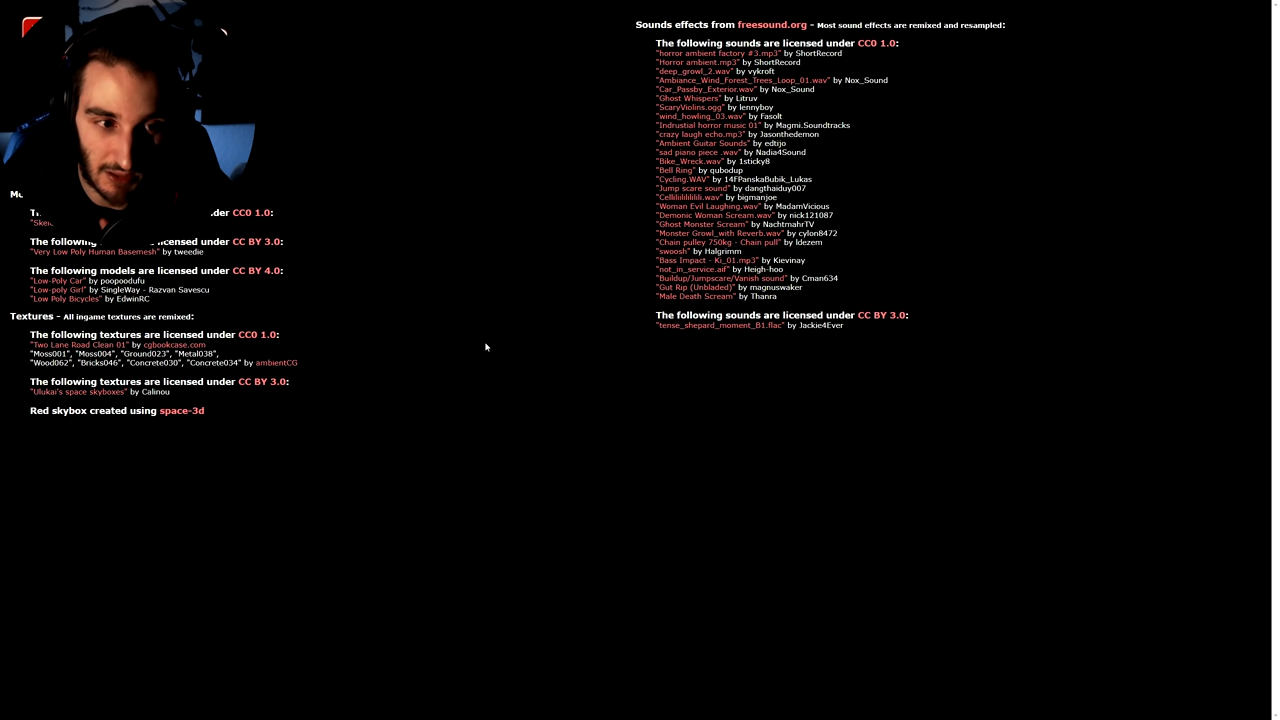 der CC0 1.0:
The following
licensed under CC BY 3.0:
"Very Low Poly Human Basemesh" by tweedie
The following models are licensed under CC BY 4.0:
"Low-Poly Car" by poopoodufu
"Low-poly Girl" by SingleWay - Razvan Savescu
"Low Poly Bicycles" by EdwinRC
Textures - All ingame textures are remixed:
The following textures are licensed under CC0 1.0:
"Two Lane Road Clean 01" by cgbookcase.com
"Moss001", "Moss004", "Ground023", "Metal038",
"Wood062", "Bricks046", "Concrete030", "Concrete034" by ambientCG
The following textures are licensed under CC BY 3.0:
"Ulukai's space skyboxes" by Calinou
Red skybox created using space-3d
Sounds effects from freesound.org - Most sound effects are remixed and resampled:
The following sounds are licensed under CC0 1.0:
"horror ambient factory #3.mp3" by ShortRecord
"Horror ambient.mp3" by ShortRecord
"deep_growl_2.wav" by vykroft
"Ambiance_Wind_Forest_Trees_Loop_01.wav" by Nox_Sound
"Car_Passby_Exterior.wav" by Nox_Sound
"Ghost Whispers" by Litruv
"ScaryViolins.ogg" by lennyboy
"wind_howling_03.wav" by Fasolt
"Indrustial horror music 01" by Magmi.Soundtracks
"crazy laugh echo.mp3" by Jasonthedemon
"Ambient Guitar Sounds" by edtijo
"sad piano piece .wav" by Nadia4Sound
"Bike_Wreck.wav" by 1sticky8
"Bell Ring" by qubodup
"Cycling.WAV" by 14FPanskaBubik_Lukas
"Jump scare sound" by dangthaiduy007
"Celliiiliiliiili.wav" by bigmanjoe
"Woman Evil Laughing.wav" by MadamVicious
"Demonic Woman Scream.wav" by nick121087
"Ghost Monster Scream" by NachtmahrTV
"Monster Growl_with Reverb.wav" by cylon8472
"Chain pulley 750kg - Chain pull" by ldezem
"swoosh" by Halgrimm
"Bass Impact - Ki_01.mp3" by Kievinay
"not_in_service.aif" by Heigh-hoo
"Buildup/Jumpscare/Vanish sound" by Cman634
"Gut Rip (Unbladed)" by magnuswaker
"Male Death Scream" by Thanra
The following sounds are licensed under CC BY 3.0:
"tense_shepard_moment_B1.flac" by Jackie4Ever